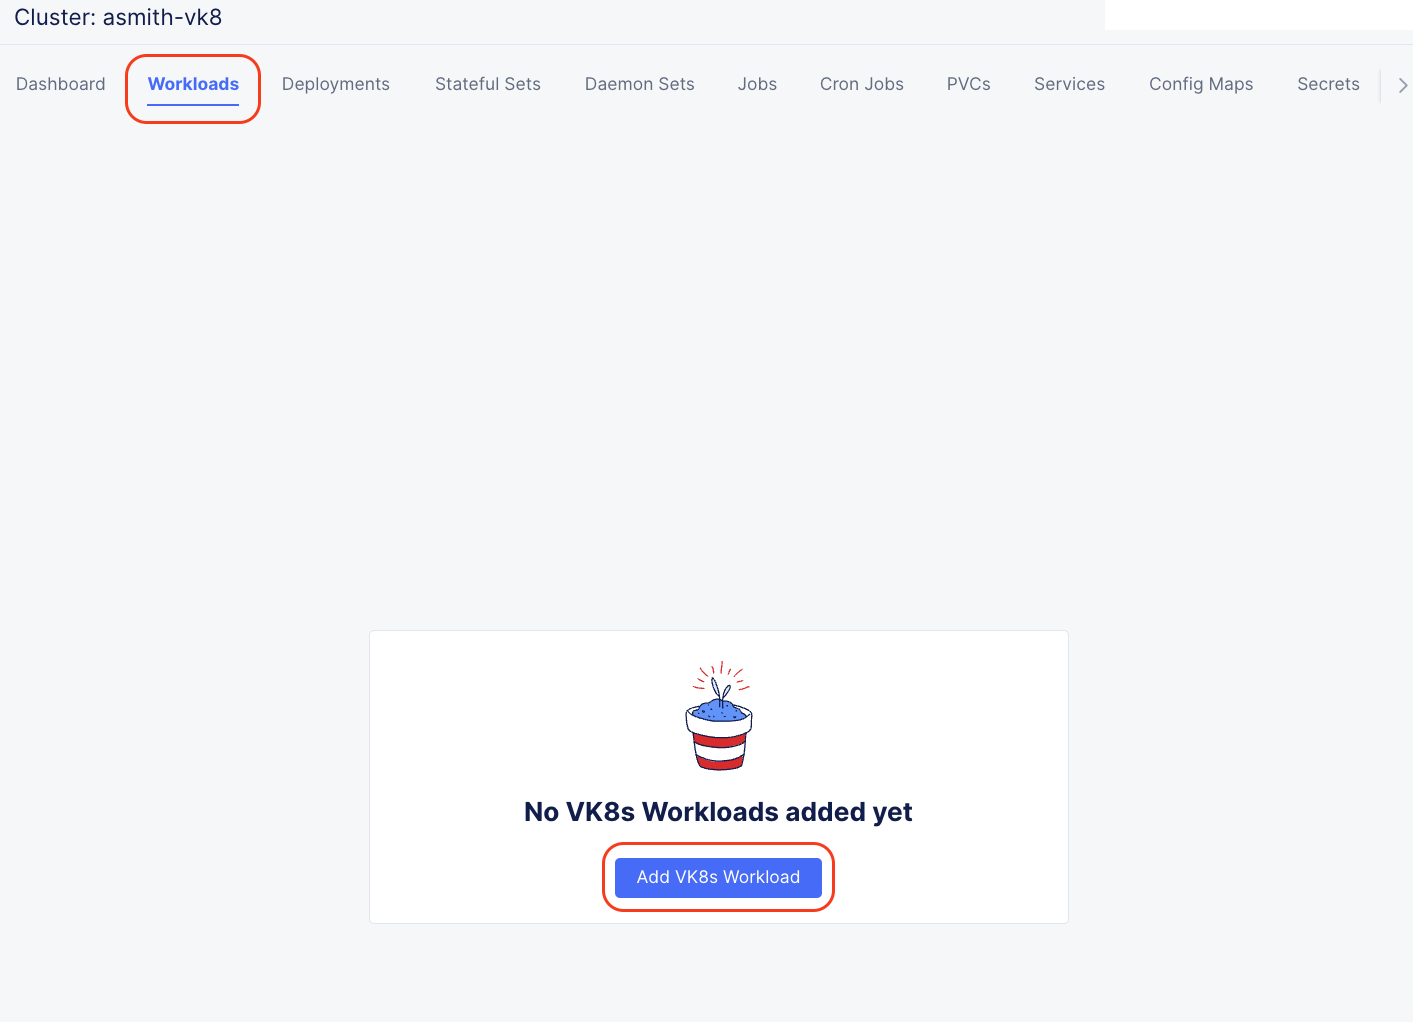 Cluster: asmith-vk8
Dashboard Workloads Deployments Stateful Sets Daemon Sets Jobs Cron Jobs PVCs Services Config Maps Secrets
No VK8s Workloads added yet
Add VK8s Workload